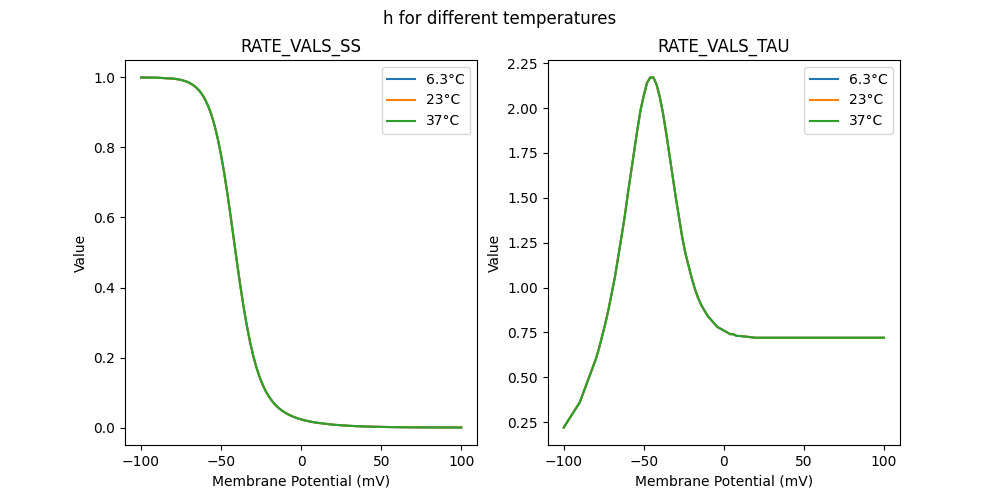 h for different temperatures
RATE_VALS_SS
1.0
0.8
0.6
0.4
0.2
0.0
Value
−100
−50
0
50
100
Membrane Potential (mV)
6.3°C
23°C
37°C
RATE_VALS_TAU
2.25
2.00
1.75
1.50
1.25
1.00
0.75
0.50
0.25
Value
−100
−50
0
50
100
Membrane Potential (mV)
6.3°C
23°C
37°C